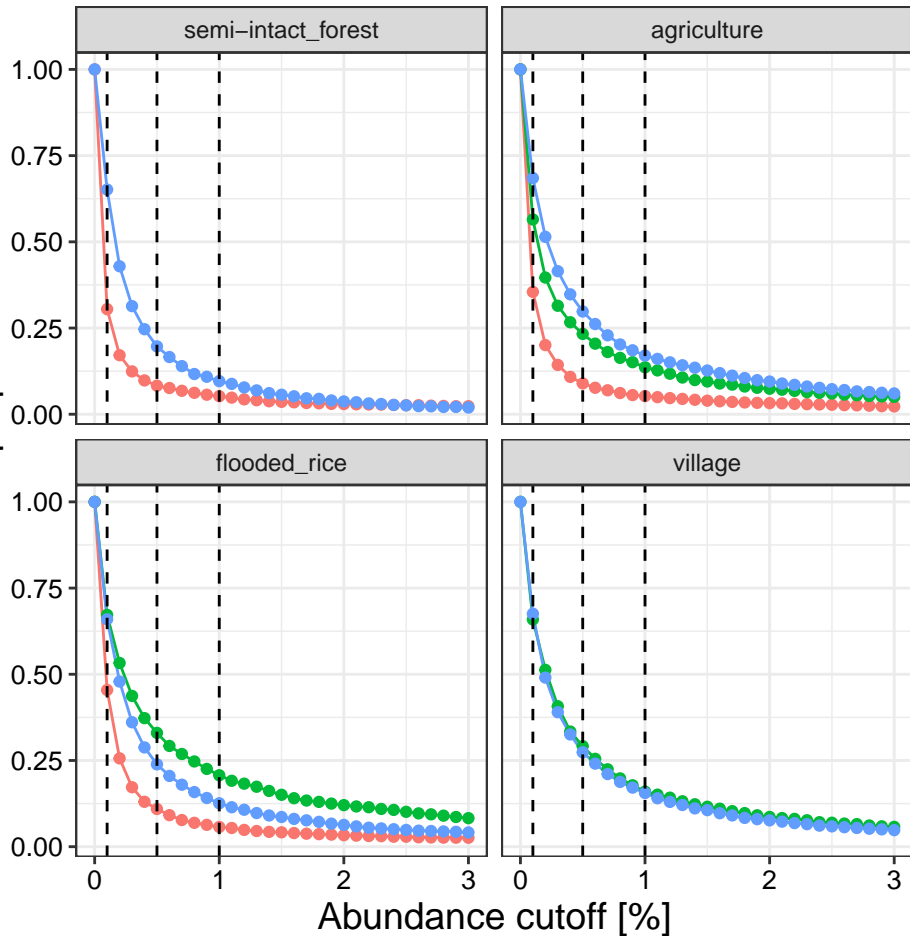 semi−intact_forest
agriculture
1.00
0.75
0.50
0.25
0.00
flooded_rice
village
1.00
0.75
0.50
0.25
0.00
0 1 2 3 0 1 2 3
Abundance cutoff [%]